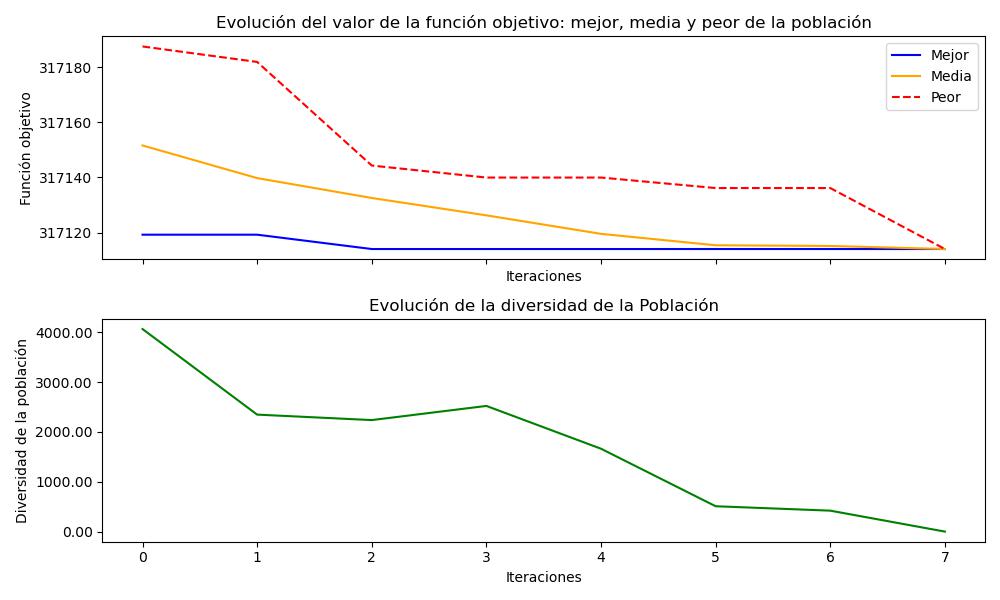 Evolución del valor de la función objetivo: mejor, media y peor de la población
Función objetivo
317180
317160
317140
317120
Mejor
Media
Peor
Iteraciones
Evolución de la diversidad de la Población
Diversidad de la población
4000.00
3000.00
2000.00
1000.00
0.00
0 1 2 3 4 5 6 7
Iteraciones